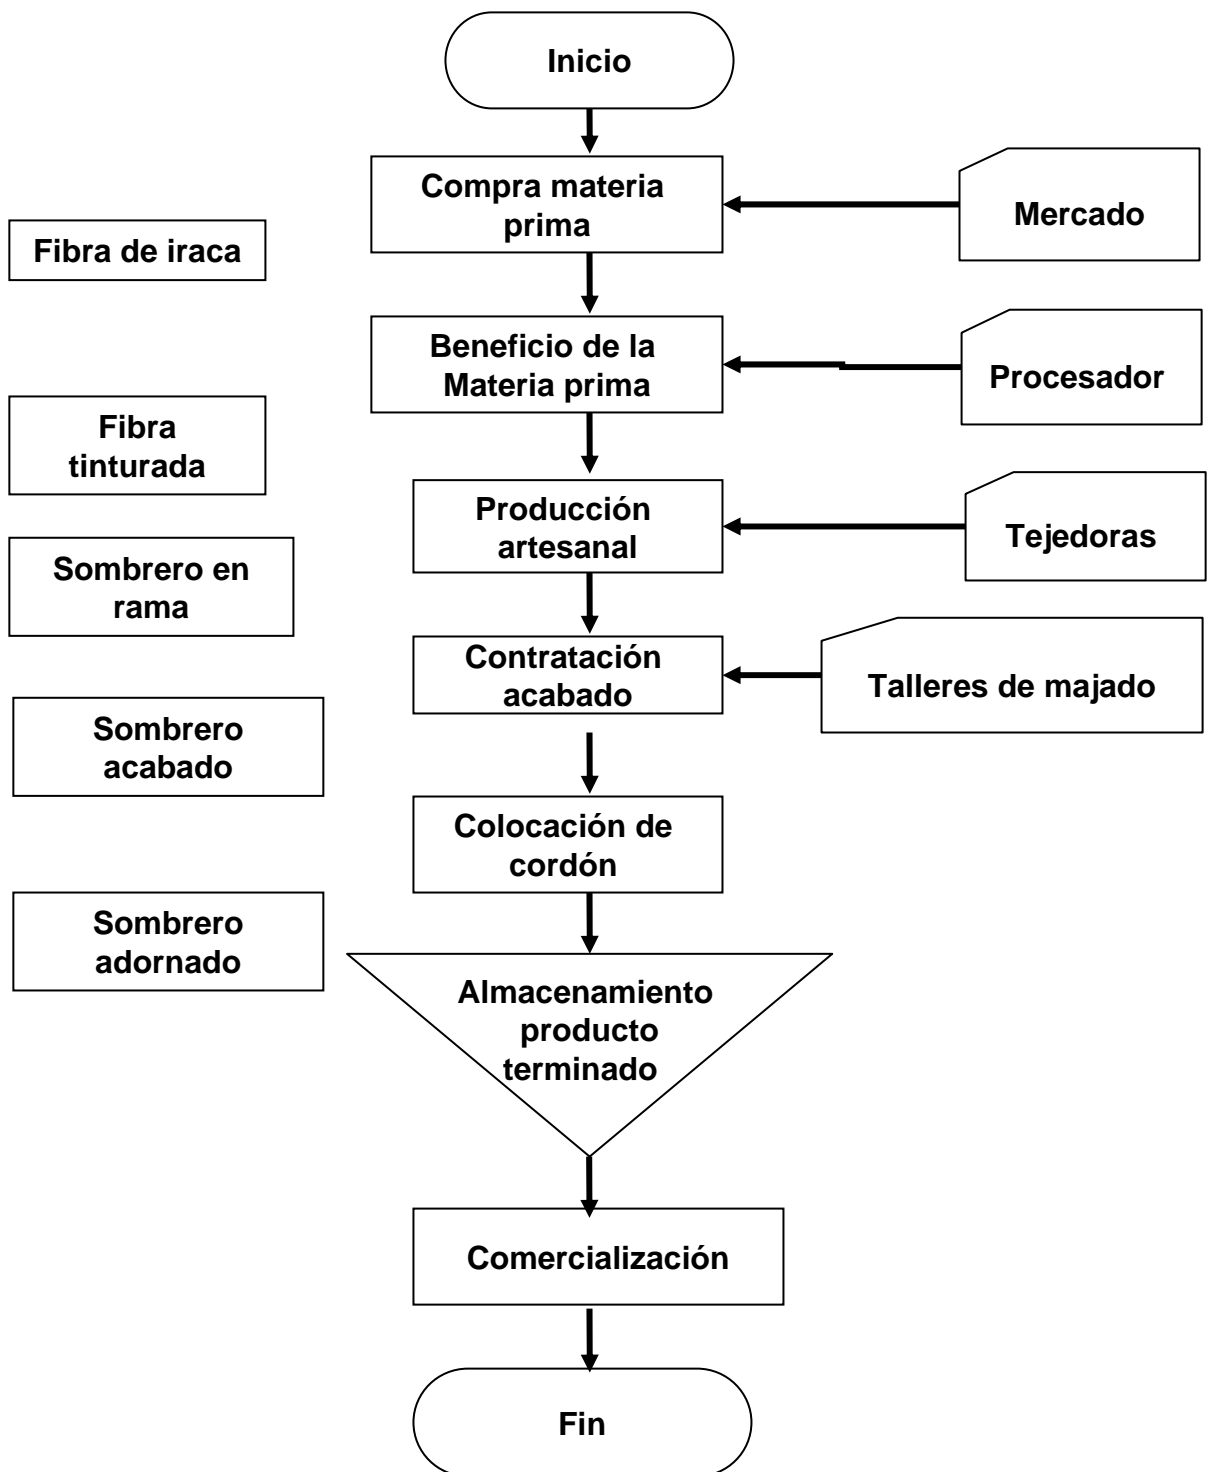 Inicio
Compra materia
prima
Mercado
Fibra de iraca
Beneficio de la
Materia prima
Procesador
Fibra
tinturada
Producción
artesanal
Tejedoras
Sombrero en
rama
Contratación
acabado
Talleres de majado
Sombrero
acabado
Colocación de
cordón
Sombrero
adornado
Almacenamiento
producto
terminado
Comercialización
Fin